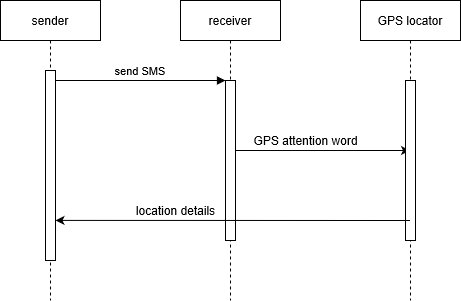 sender
receiver
GPS locator
send SMS
GPS attention word
location details